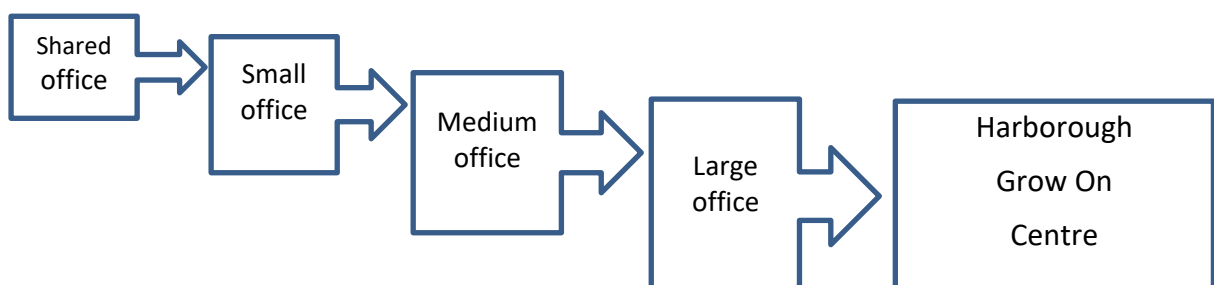 Shared
office
Small
office
Medium
office
Large
office
Harborough
Grow On
Centre